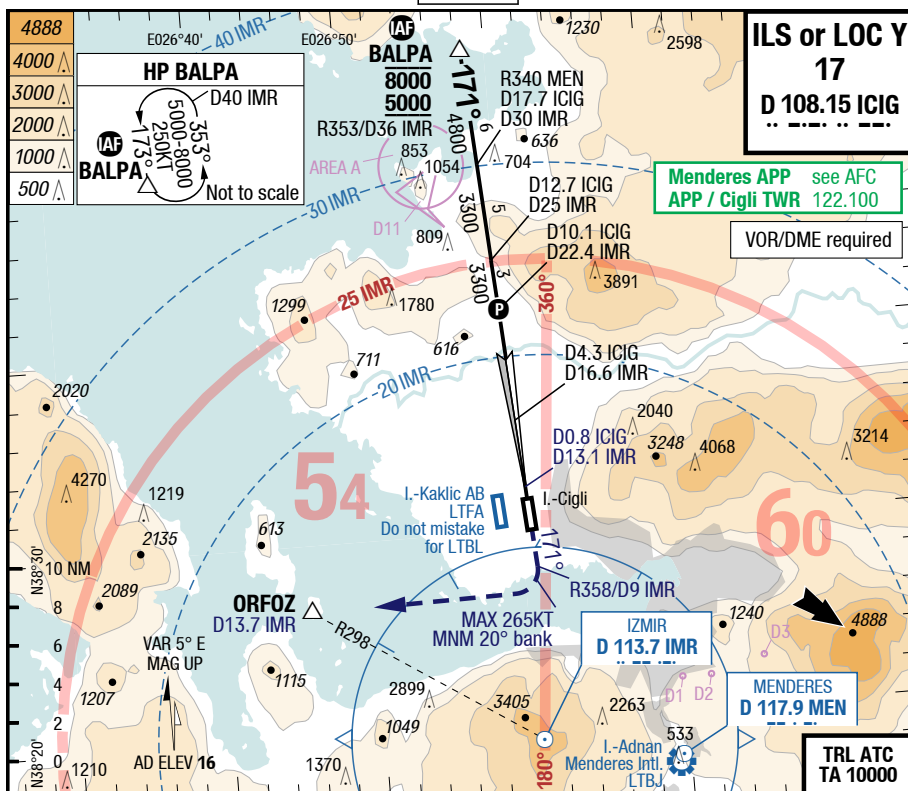 4888
4000
3000
2000
1000
500
E026°40'
E026°50'
40 IMR
HP BALPA
D40 IMR
353°
5000-8000
250KT
173°
IAF
BALPA
Not to scale
IAF
BALPA
8000
5000
R353/D36 IMR
171°
4800
6
R340 MEN
D17.7 ICIG
D30 IMR
1230
2598
ILS or LOC Y
17
D 108.15 ICIG
636
704
AREA A
853
1054
D11
809
30 IMR
Menderes APP see AFC
APP / Cigli TWR 122.100
VOR/DME required
3300
5
D12.7 ICIG
D25 IMR
D10.1 ICIG
D22.4 IMR
3300
3
P
360°
3891
25 IMR
1299
1780
616
711
20 IMR
D4.3 ICIG
D16.6 IMR
2020
2040
3248
4068
3214
D0.8 ICIG
D13.1 IMR
4270
1219
54
I.-Kaklic AB
LTFA
Do not mistake
for LTBL
I.-Cigli
60
613
2135
171°
N38°30'
10 NM
2089
R358/D9 IMR
8
ORFOZ
D13.7 IMR
R298
MAX 265KT
MNM 20° bank
IZMIR
D 113.7 IMR
1240
4888
D3
6
VAR 5° E
MAG UP
4
1207
1115
2899
3405
2263
D1
D2
MENDERES
D 117.9 MEN
2
1049
533
N38°20'
0
AD ELEV 16
1210
1370
180°
I.-Adnan
Menderes Intl.
LTBJ
TRL ATC
TA 10000